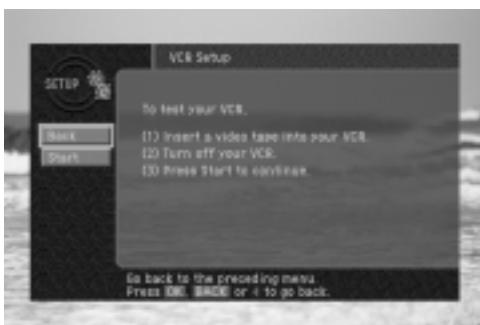 VCR Setup
SETUP
To test your VCR,
Back
(1) Insert a video tape into your VCR.
Start
(2) Turn off your VCR.
(3) Press Start to continue.
Go back to the preceding menu.
Press OK, BACK or ◁ to go back.